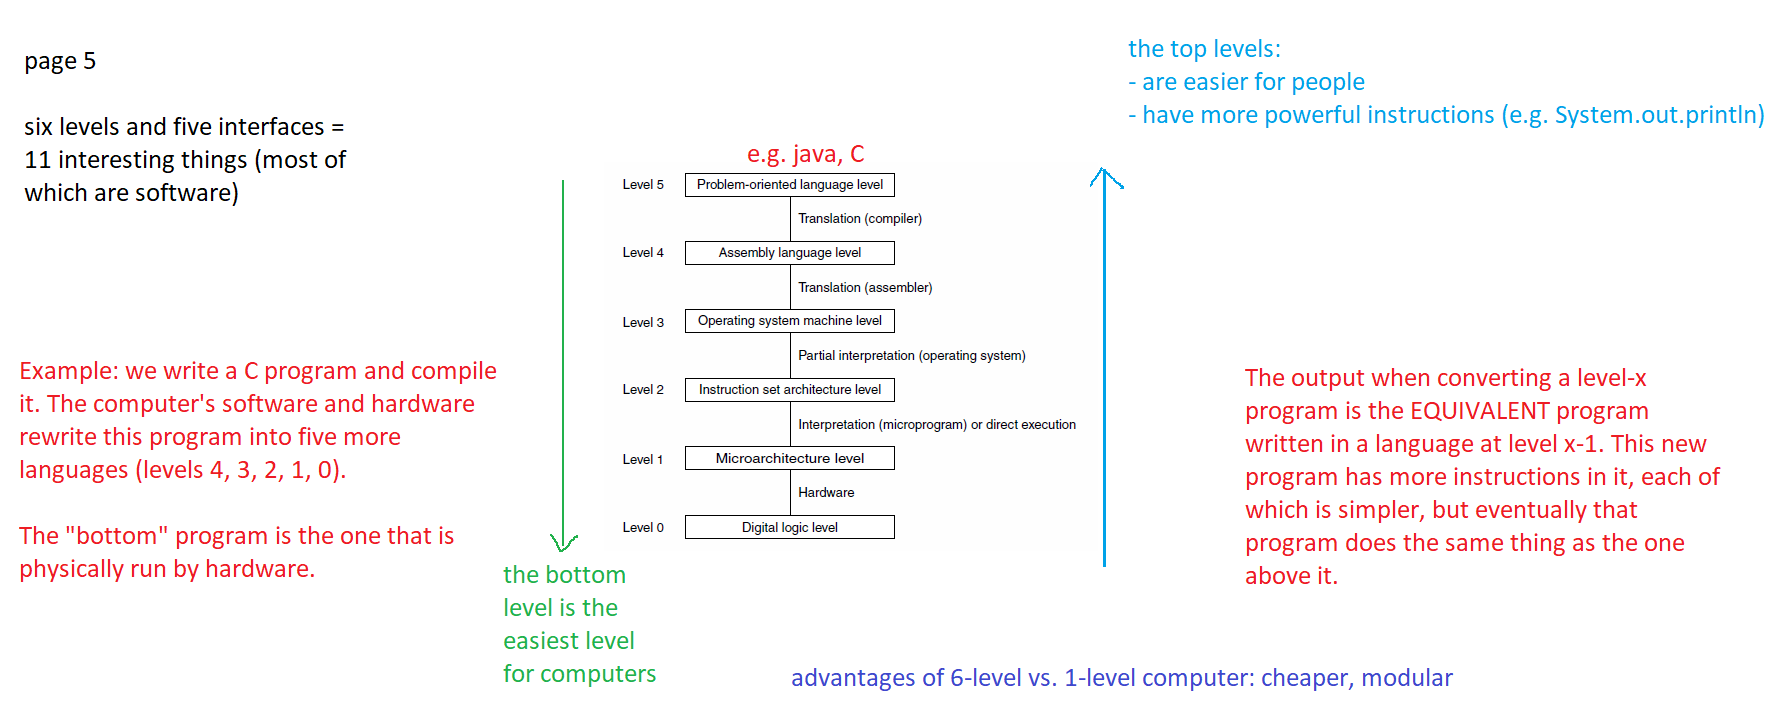 page 5
six levels and five interfaces =
11 interesting things (most of
which are software)
the top levels:
- are easier for people
- have more powerful instructions (e.g. System.out.println)
e.g. java, C
Level 5
Problem-oriented language level
Translation (compiler)
Level 4
Assembly language level
Translation (assembler)
Level 3
Operating system machine level
Partial interpretation (operating system)
Level 2
Instruction set architecture level
Interpretation (microprogram) or direct execution
Level 1
Microarchitecture level
Hardware
Level 0
Digital logic level
Example: we write a C program and compile
it. The computer's software and hardware
rewrite this program into five more
languages (levels 4, 3, 2, 1, 0).
The "bottom" program is the one that is
physically run by hardware.
the bottom
level is the
easiest level
for computers
The output when converting a level-x
program is the EQUIVALENT program
written in a language at level x-1. This new
program has more instructions in it, each of
which is simpler, but eventually that
program does the same thing as the one
above it.
advantages of 6-level vs. 1-level computer: cheaper, modular